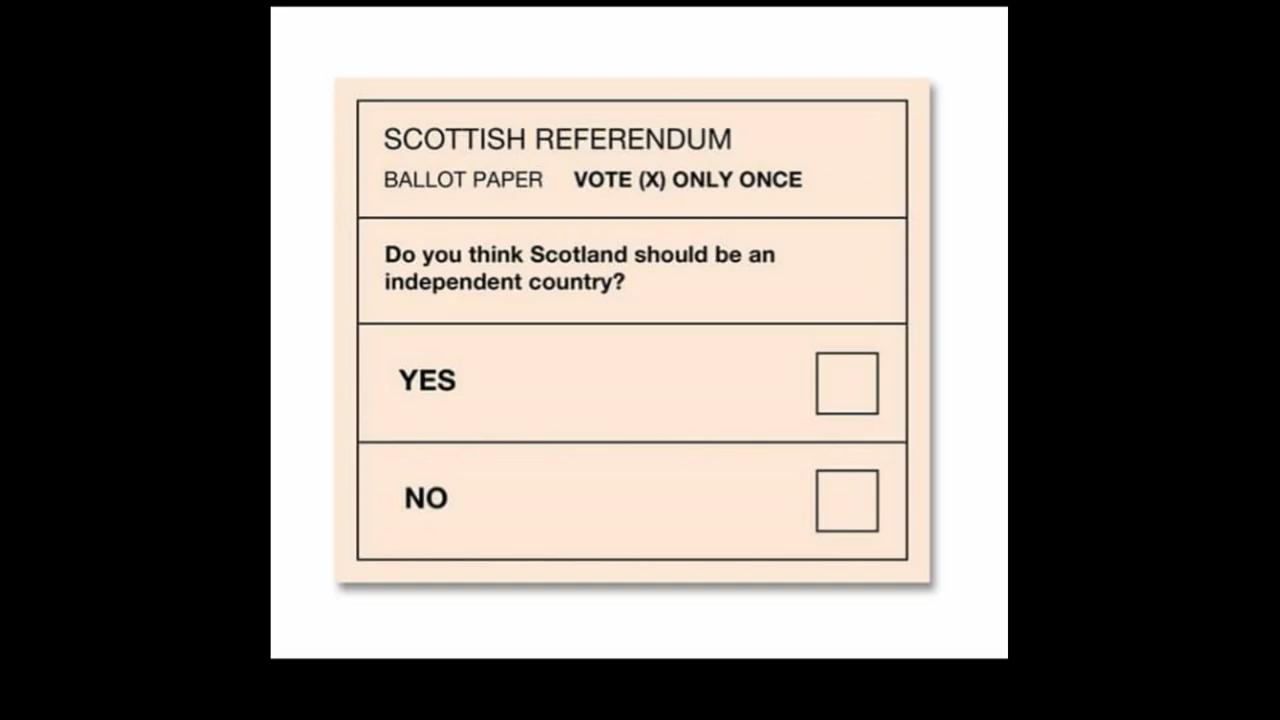 SCOTTISH REFERENDUM
BALLOT PAPER VOTE (X) ONLY ONCE
Do you think Scotland should be an
independent country?
YES
NO